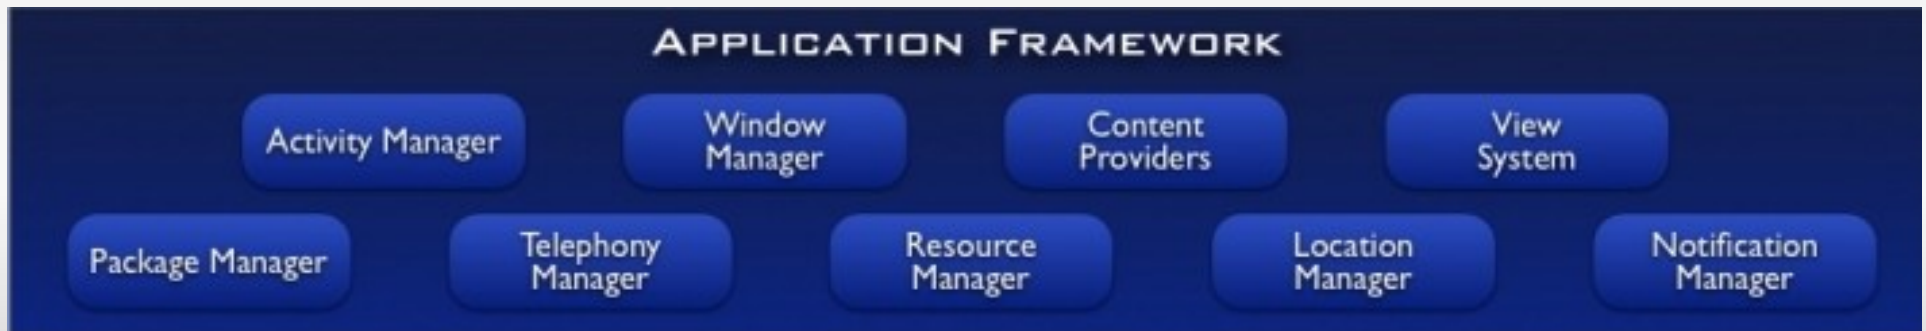 APPLICATION FRAMEWORK
Activity Manager
Window
Manager
Content
Providers
View
System
Package Manager
Telephony
Manager
Resource
Manager
Location
Manager
Notification
Manager